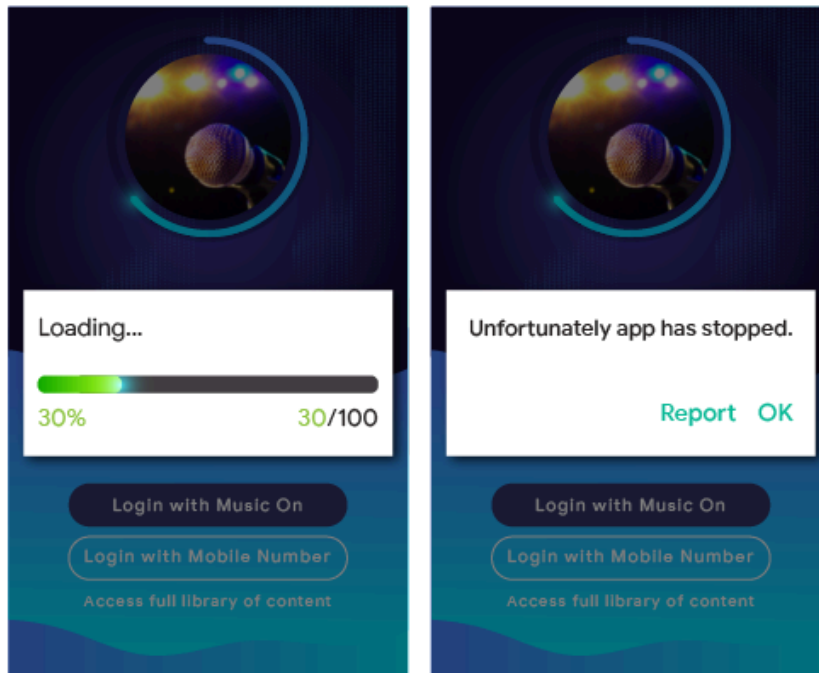 Loading...
30%
30/100
Login with Music On
Login with Mobile Number
Access full library of content
Unfortunately app has stopped.
Report OK
Login with Music On
Login with Mobile Number
Access full library of content